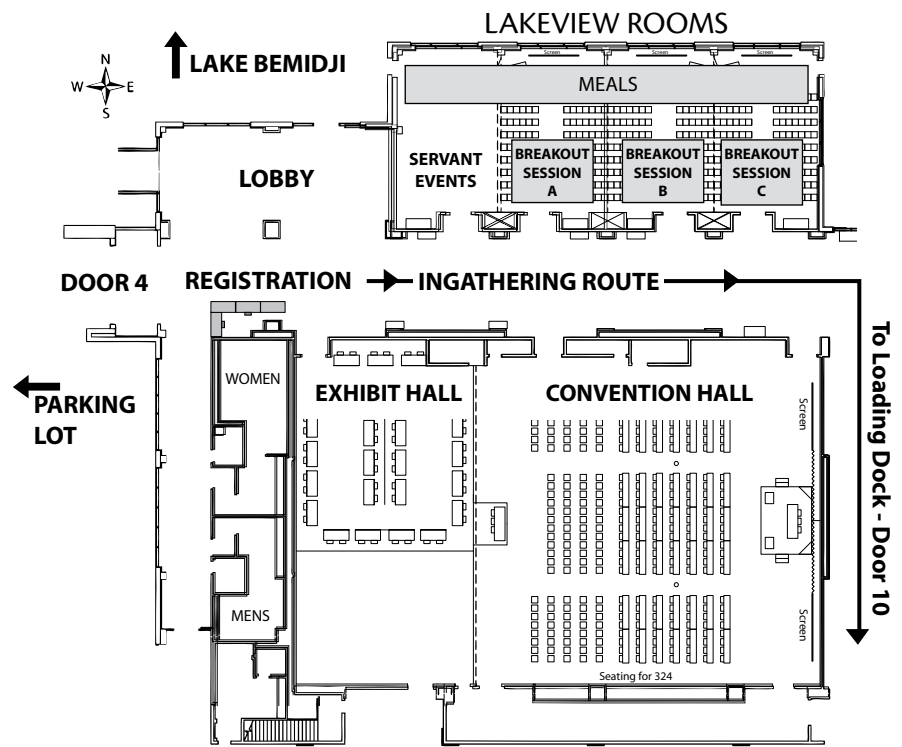 LAKEVIEW ROOMS
N
W E
S
LAKE BEMIDJI
Screen Screen Screen
MEALS
LOBBY
SERVANT
EVENTS
BREAKOUT
SESSION
A
BREAKOUT
SESSION
B
BREAKOUT
SESSION
C
DOOR 4
REGISTRATION
INGATHERING ROUTE
To Loading Dock - Door 10
PARKING
LOT
WOMEN
EXHIBIT HALL
CONVENTION HALL
Screen
MENS
Screen
Seating for 324